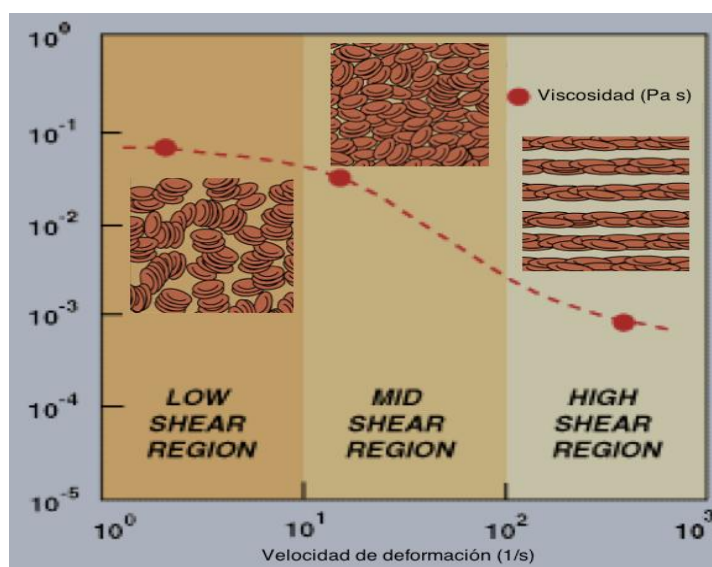 10⁰
10⁻¹
10⁻²
10⁻³
10⁻⁴
10⁻⁵
Viscosidad (Pa s)
LOW
SHEAR
REGION
MID
SHEAR
REGION
HIGH
SHEAR
REGION
10⁰
10¹
10²
10³
Velocidad de deformación (1/s)